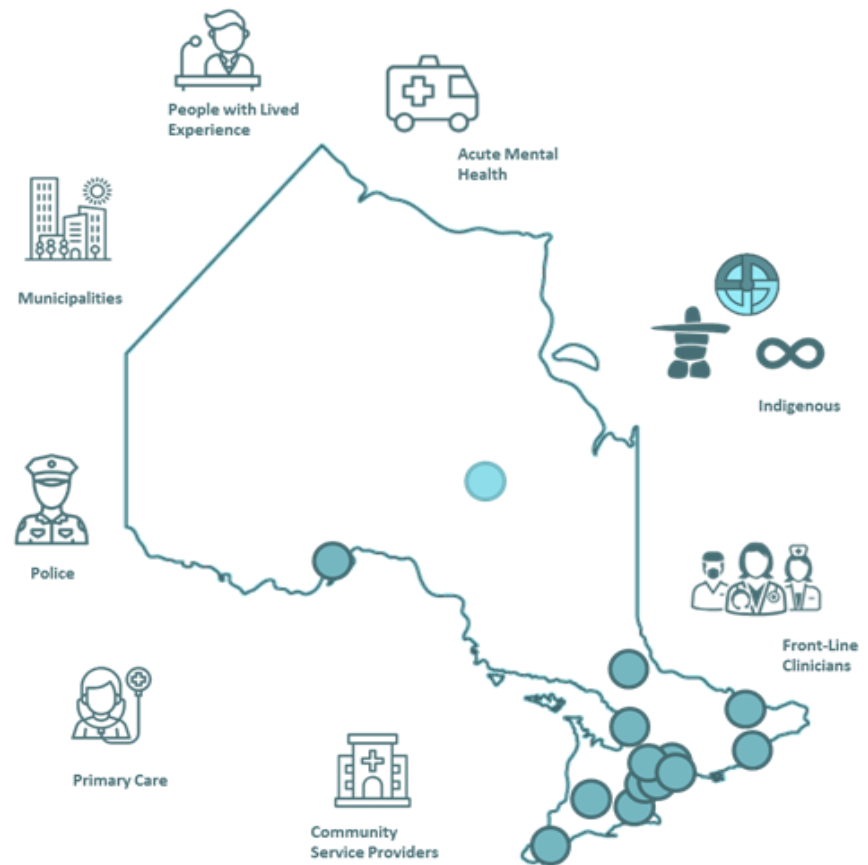 People with Lived
Experience
Acute Mental
Health
Municipalities
Indigenous
Police
Front-Line
Clinicians
Primary Care
Community
Service Providers